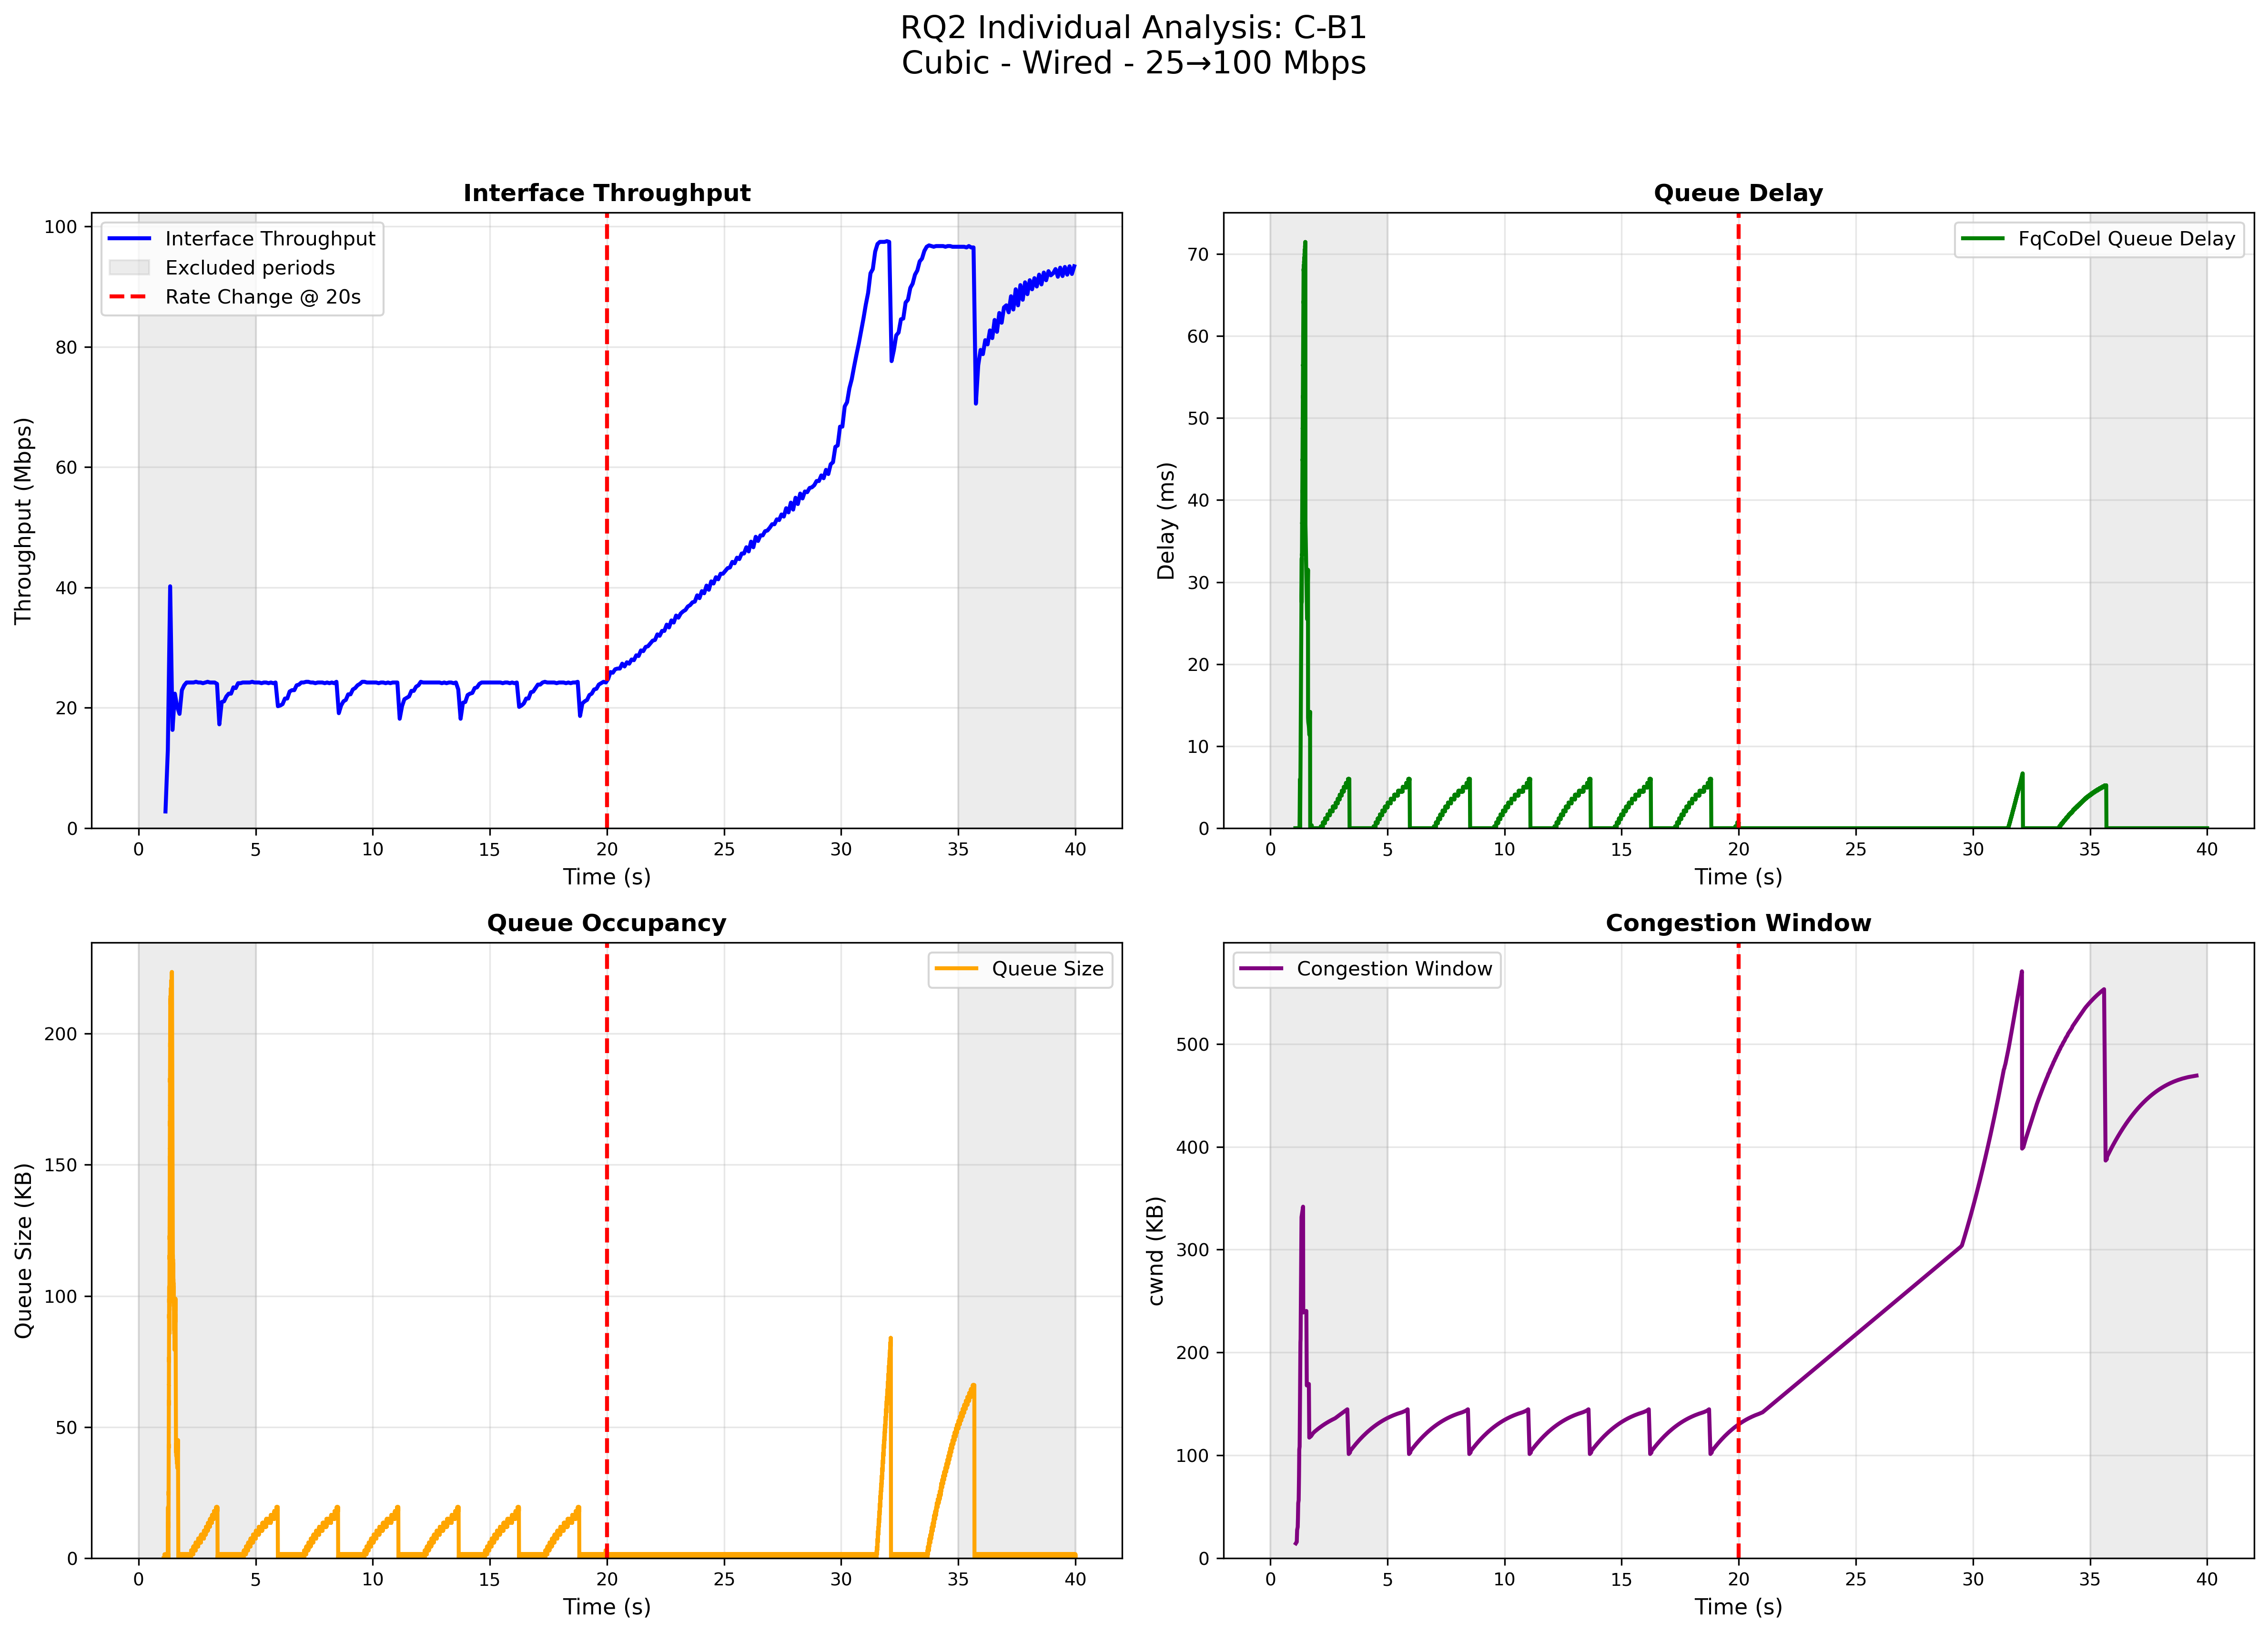 RQ2 Individual Analysis: C-B1
Cubic - Wired - 25→100 Mbps
Interface Throughput
Throughput (Mbps)
100
80
60
40
20
0
Interface Throughput
Excluded periods
Rate Change @ 20s
0 5 10 15 20 25 30 35 40
Time (s)
Queue Delay
Delay (ms)
70
60
50
40
30
20
10
0
FqCoDel Queue Delay
0 5 10 15 20 25 30 35 40
Time (s)
Queue Occupancy
Queue Size (KB)
200
150
100
50
0
Queue Size
0 5 10 15 20 25 30 35 40
Time (s)
Congestion Window
cwnd (KB)
500
400
300
200
100
0
Congestion Window
0 5 10 15 20 25 30 35 40
Time (s)